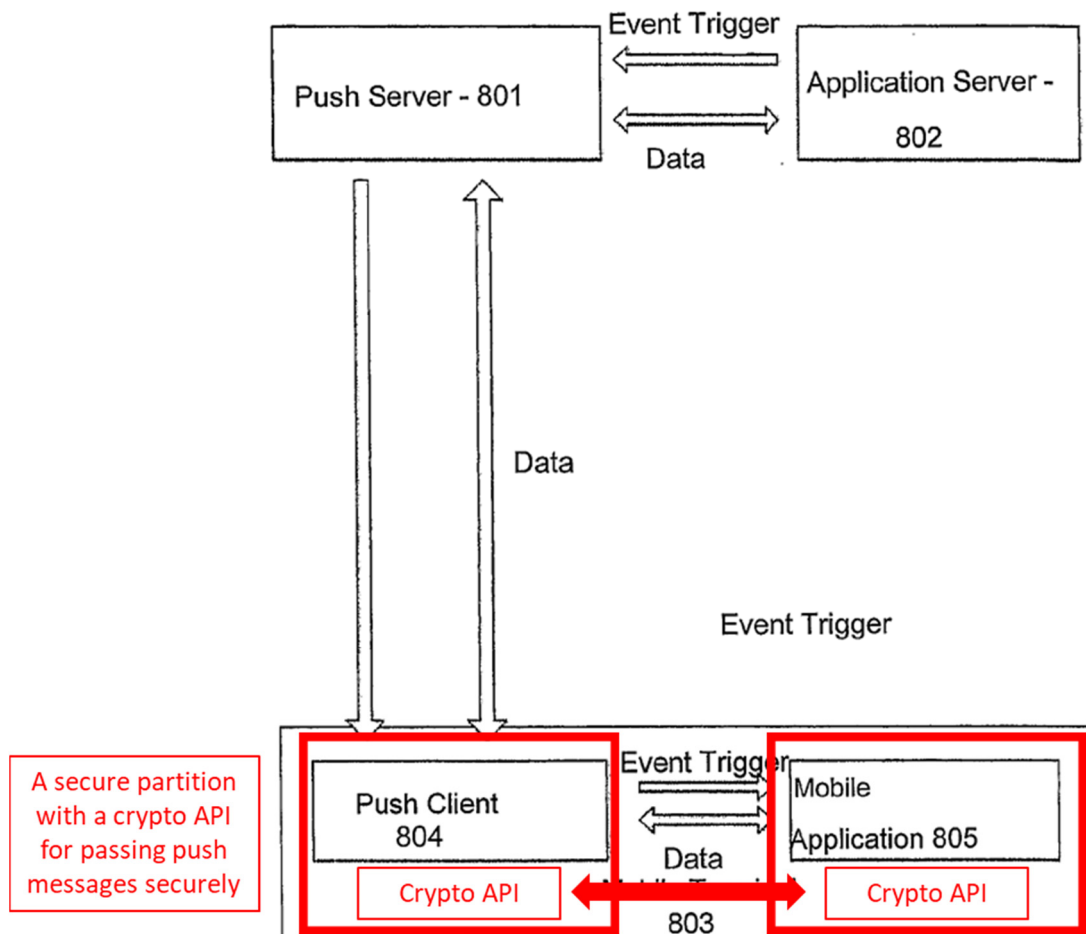 Event Trigger
Push Server - 801
Application Server -
802
Data
Data
Event Trigger
A secure partition
with a crypto API
for passing push
messages securely
Event Trigger
Push Client
804
Mobile
Application 805
Data
Crypto API
Crypto API
803